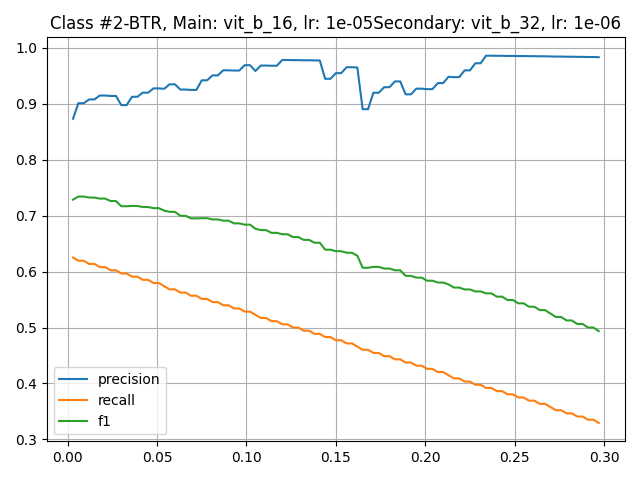 Class #2-BTR, Main: vit_b_16, lr: 1e-05Secondary: vit_b_32, lr: 1e-06
1.0
0.9
0.8
0.7
0.6
0.5
0.4
0.3
precision
recall
f1
0.00 0.05 0.10 0.15 0.20 0.25 0.30